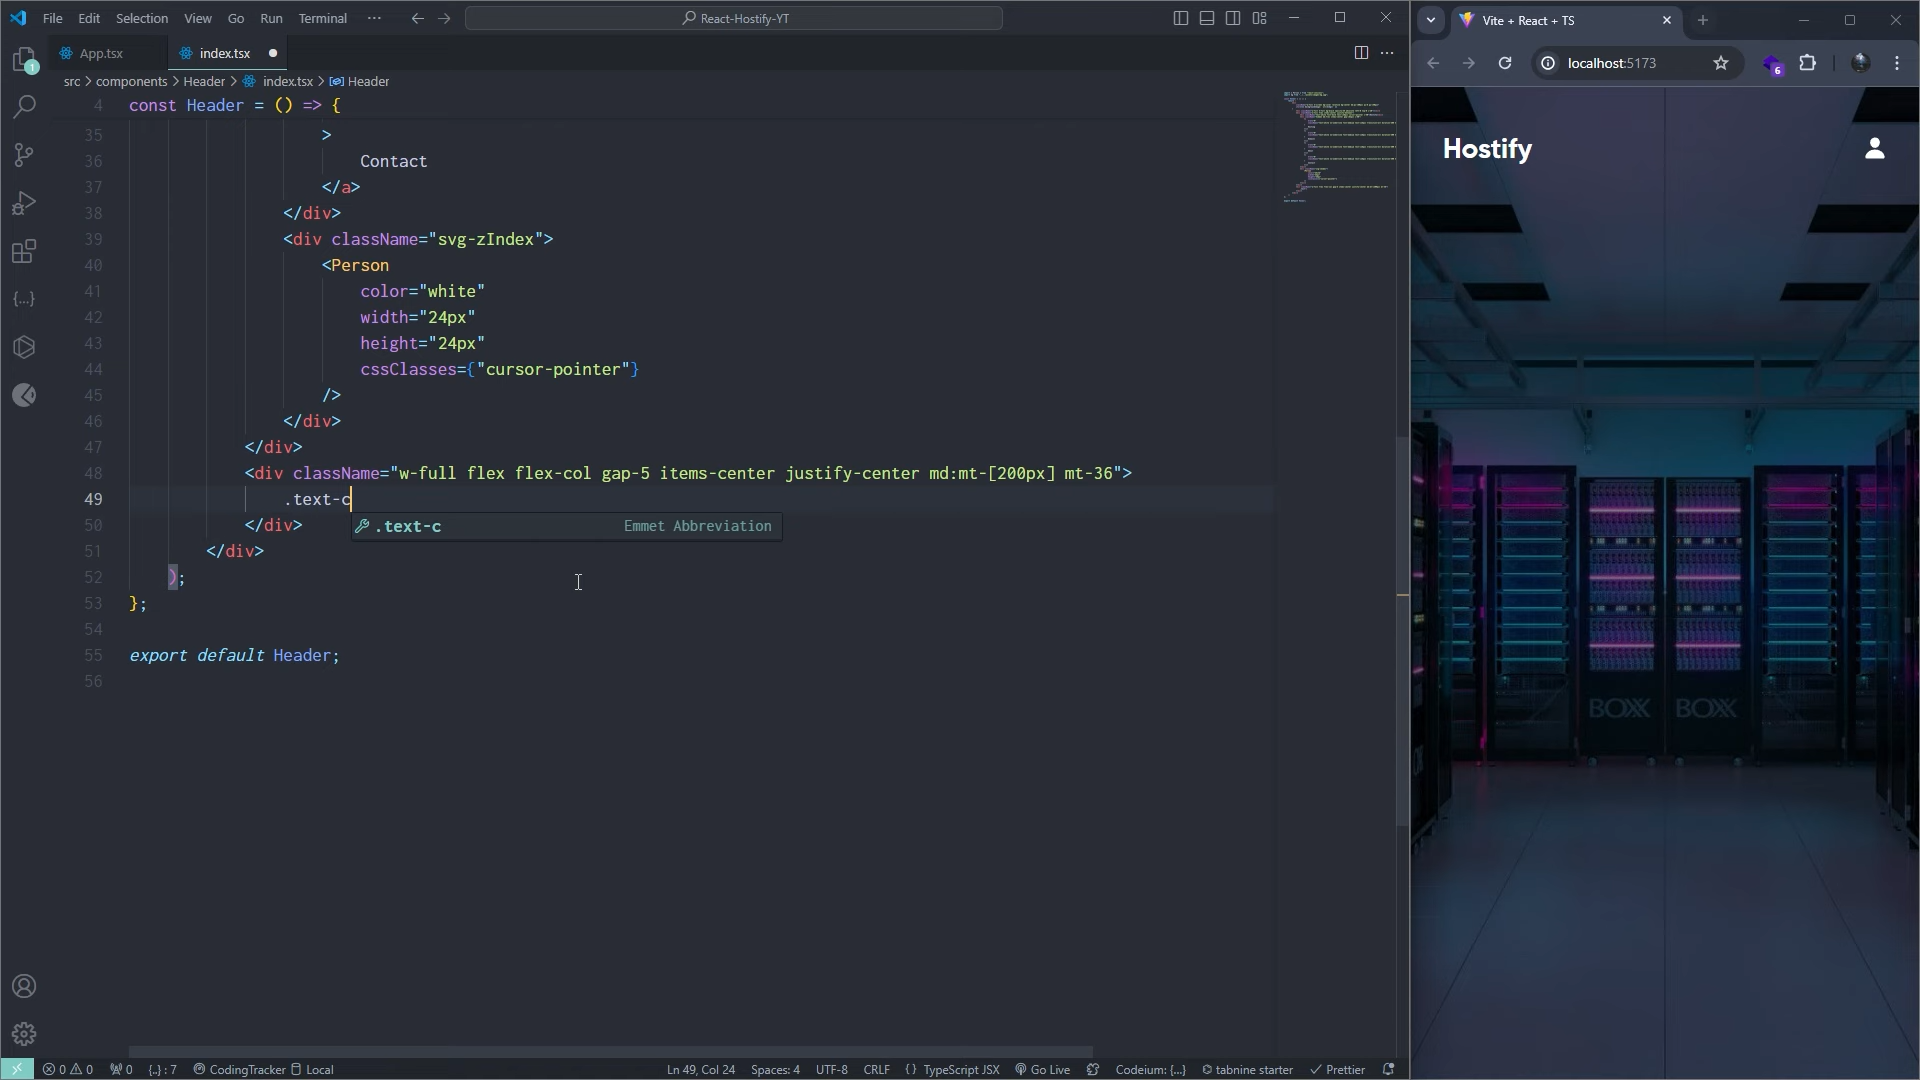 File Edit Selection View Go Run Terminal ··· React-Hostify-YT
App.tsx index.tsx
src > components > Header > index.tsx > Header
4 const Header = () => {
35 >
36 Contact
37 </a>
38 </div>
39 <div className="svg-zIndex">
40 <Person
41 color="white"
42 width="24px"
43 height="24px"
44 cssClasses={"cursor-pointer"}
45 />
46 </div>
47 </div>
48 <div className="w-full flex flex-col gap-5 items-center justify-center md:mt-[200px] mt-36">
49 .text-c
.text-c Emmet Abbreviation
50 </div>
51 </div>
52 );
53 };
54
55 export default Header;
56
1
0 0 0 {..} : 7 CodingTracker Local Ln 49, Col 24 Spaces: 4 UTF-8 CRLF {} TypeScript JSX Go Live Codeium: {...} tabnine starter Prettier
Vite + React + TS
localhost:5173
6
Hostify
BOXX BOXX